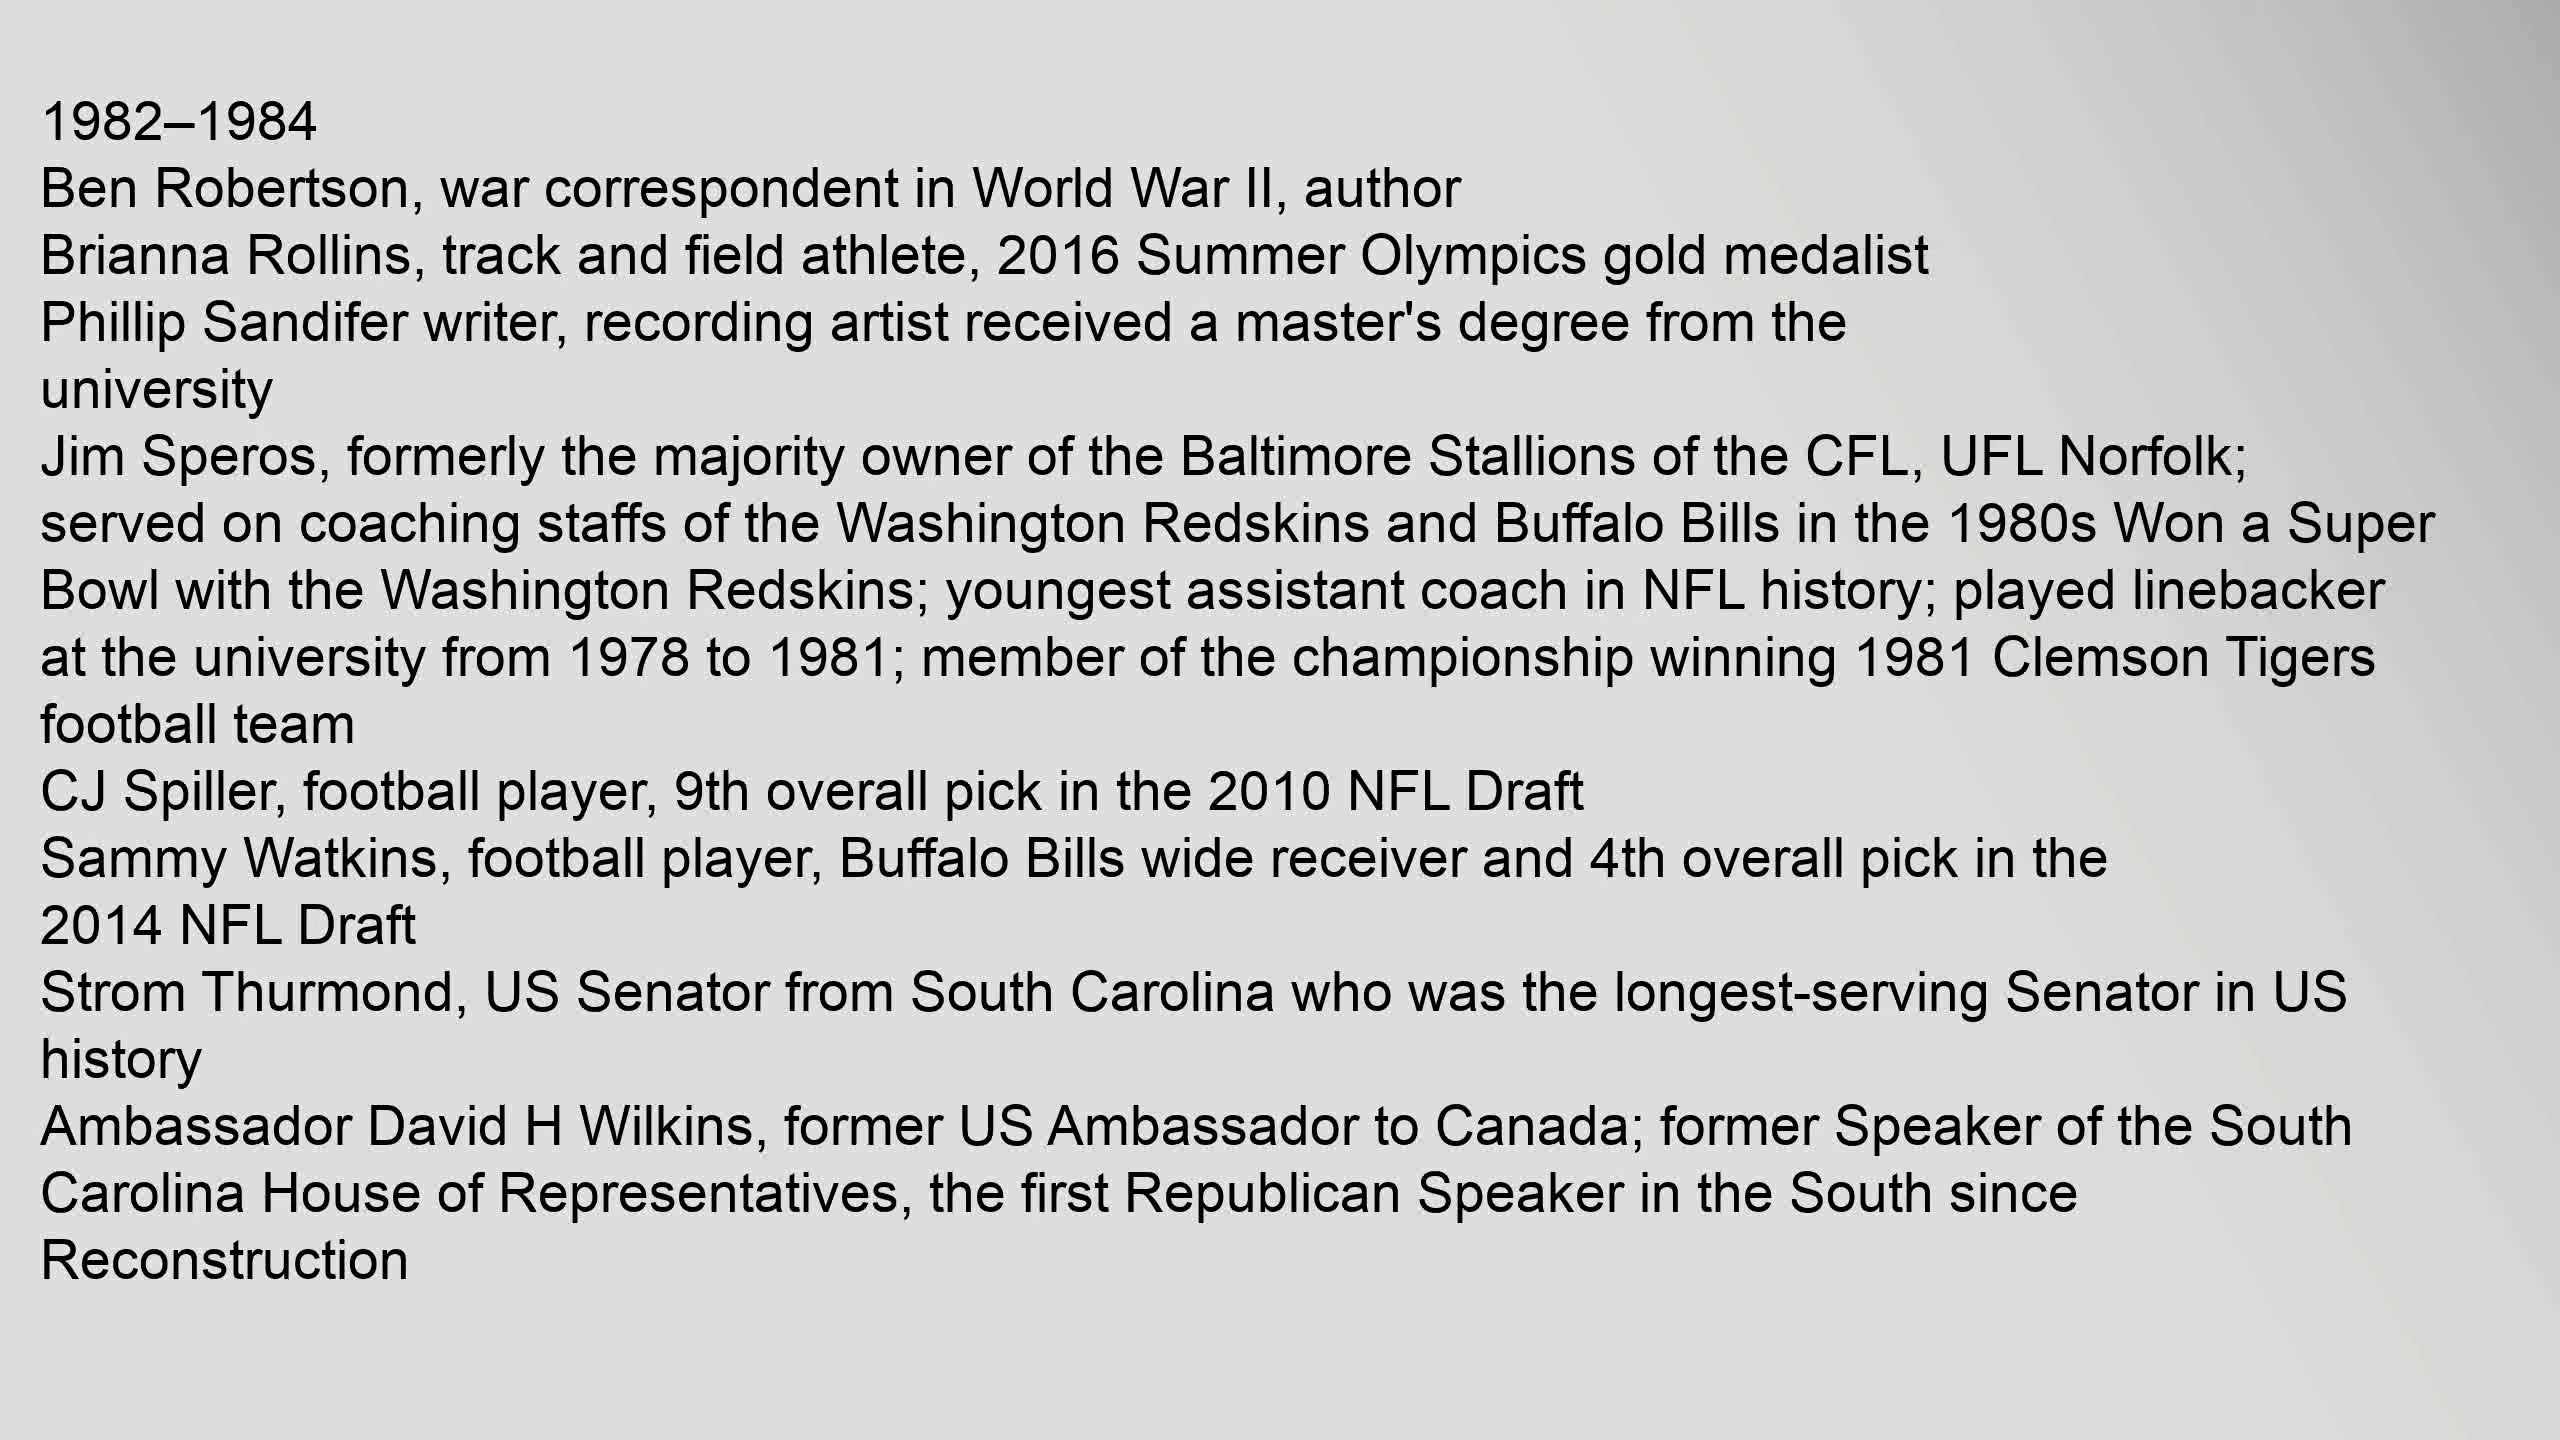 1982–1984
Ben Robertson, war correspondent in World War II, author
Brianna Rollins, track and field athlete, 2016 Summer Olympics gold medalist
Phillip Sandifer writer, recording artist received a master's degree from the
university
Jim Speros, formerly the majority owner of the Baltimore Stallions of the CFL, UFL Norfolk;
served on coaching staffs of the Washington Redskins and Buffalo Bills in the 1980s Won a Super
Bowl with the Washington Redskins; youngest assistant coach in NFL history; played linebacker
at the university from 1978 to 1981; member of the championship winning 1981 Clemson Tigers
football team
CJ Spiller, football player, 9th overall pick in the 2010 NFL Draft
Sammy Watkins, football player, Buffalo Bills wide receiver and 4th overall pick in the
2014 NFL Draft
Strom Thurmond, US Senator from South Carolina who was the longest-serving Senator in US
history
Ambassador David H Wilkins, former US Ambassador to Canada; former Speaker of the South
Carolina House of Representatives, the first Republican Speaker in the South since
Reconstruction